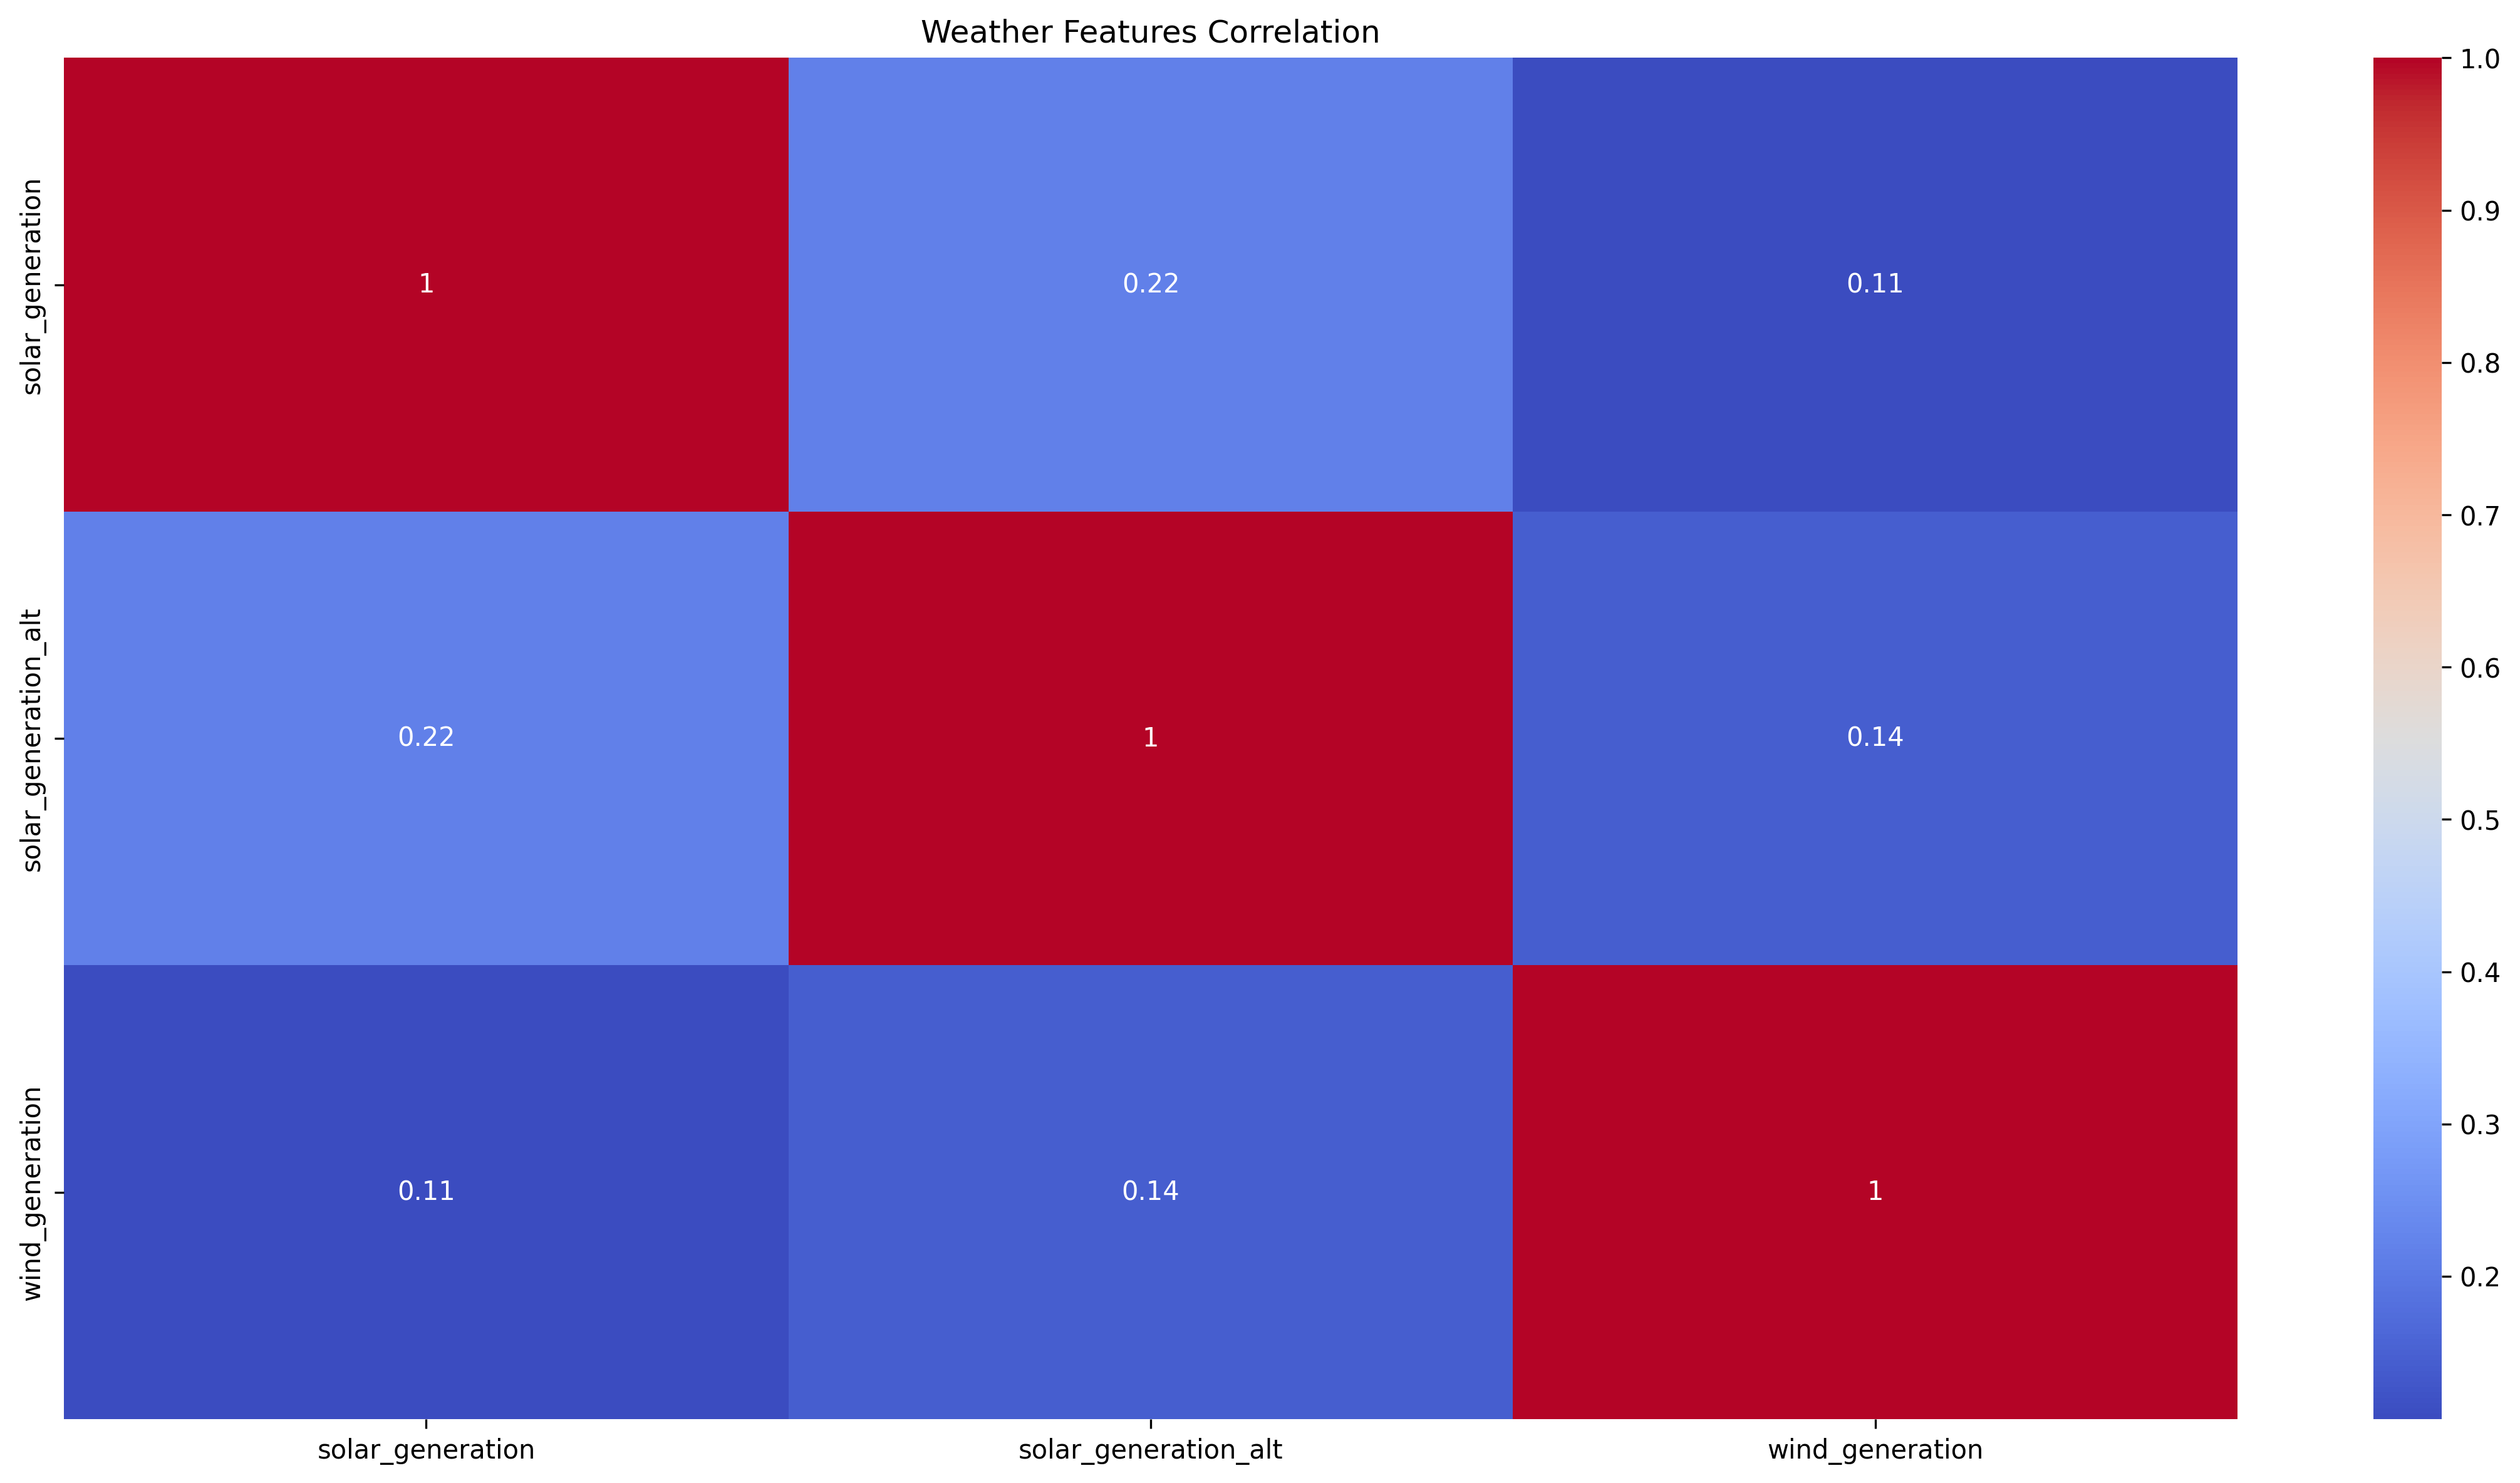 Weather Features Correlation
solar_generation
1
0.22
0.11
solar_generation_alt
0.22
1
0.14
wind_generation
0.11
0.14
1
solar_generation
solar_generation_alt
wind_generation
1.0
0.9
0.8
0.7
0.6
0.5
0.4
0.3
0.2